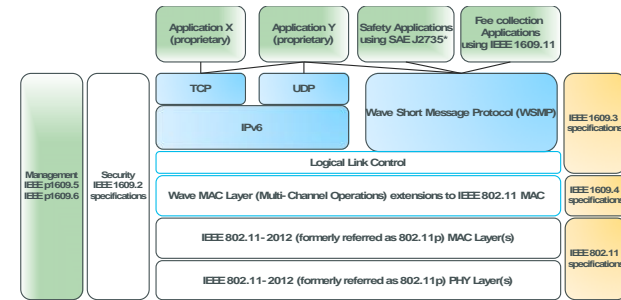 Application X
(proprietary)
Application Y
(proprietary)
Safety Applications
using SAE J2735*
Fee collection
Applications
using IEEE 1609.11
TCP
UDP
IPv6
Wave Short Message Protocol (WSMP)
IEEE 1609.3
specifications
Logical Link Control
Management
IEEE p1609.5
IEEE p1609.6
Security
IEEE 1609.2
specifications
Wave MAC Layer (Multi-Channel Operations) extensions to IEEE 802.11 MAC
IEEE 1609.4
specifications
IEEE 802.11-2012 (formerly referred as 802.11p) MAC Layer(s)
IEEE 802.11
specifications
IEEE 802.11-2012 (formerly referred as 802.11p) PHY Layer(s)